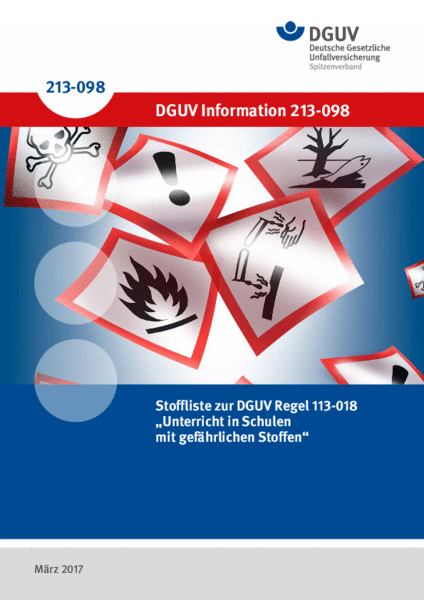 DGUV
Deutsche Gesetzliche
Unfallversicherung
Spitzenverband
213-098
DGUV Information 213-098
Stoffliste zur DGUV Regel 113-018
„Unterricht in Schulen
mit gefährlichen Stoffen“
März 2017